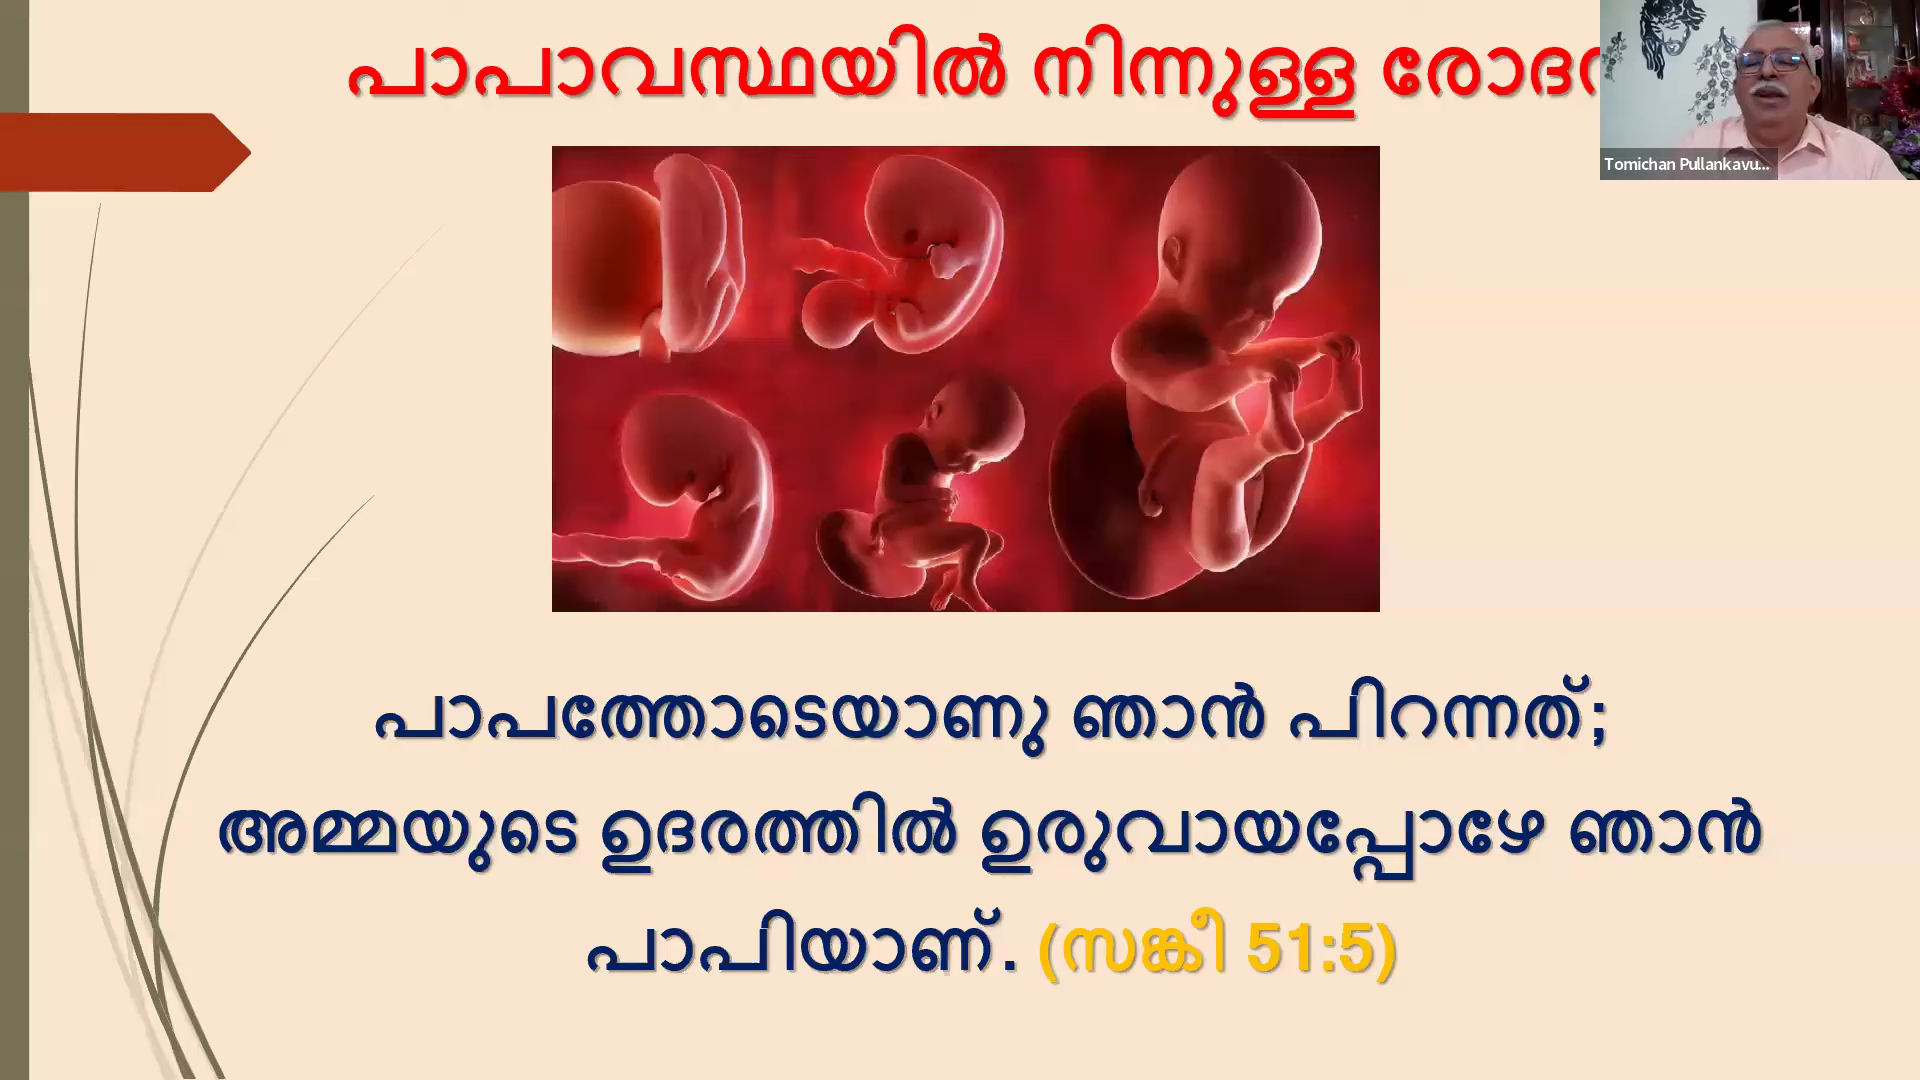 പാപാവസ്ഥയിൽ നിന്നുള്ള
Tomichan Pullankavu...
പാപത്തോടെയാണു ഞാൻ പിറന്നത്;
അമ്മയുടെ ഉദരത്തിൽ ഉരുവായപ്പോഴേ ഞാൻ
പാപിയാണ്. (സങ്കീ 51:5)